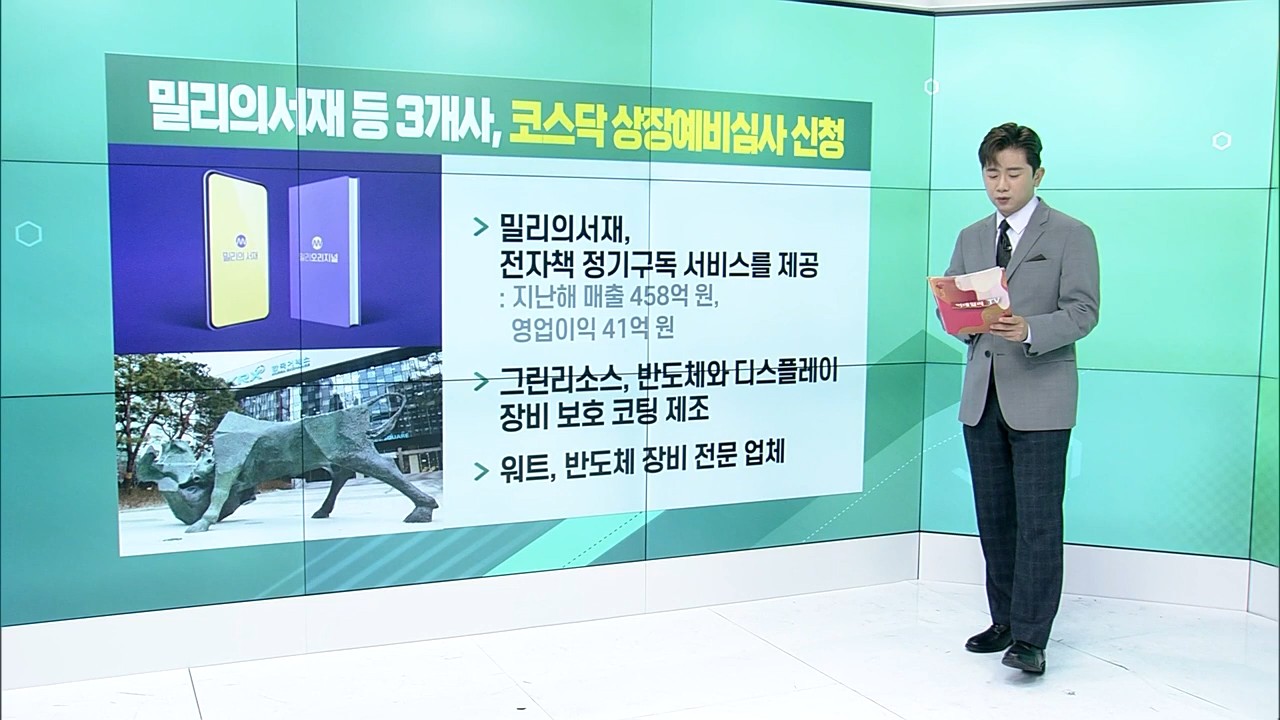 밀리의서재 등 3개사, 코스닥 상장예비심사 신청
밀리의 서재
밀리오리지널
> 밀리의서재,
전자책 정기구독 서비스를 제공
: 지난해 매출 458억 원,
영업이익 41억 원
> 그린리소스, 반도체와 디스플레이
장비 보호 코팅 제조
> 워트, 반도체 장비 전문 업체
SQUARE
TV